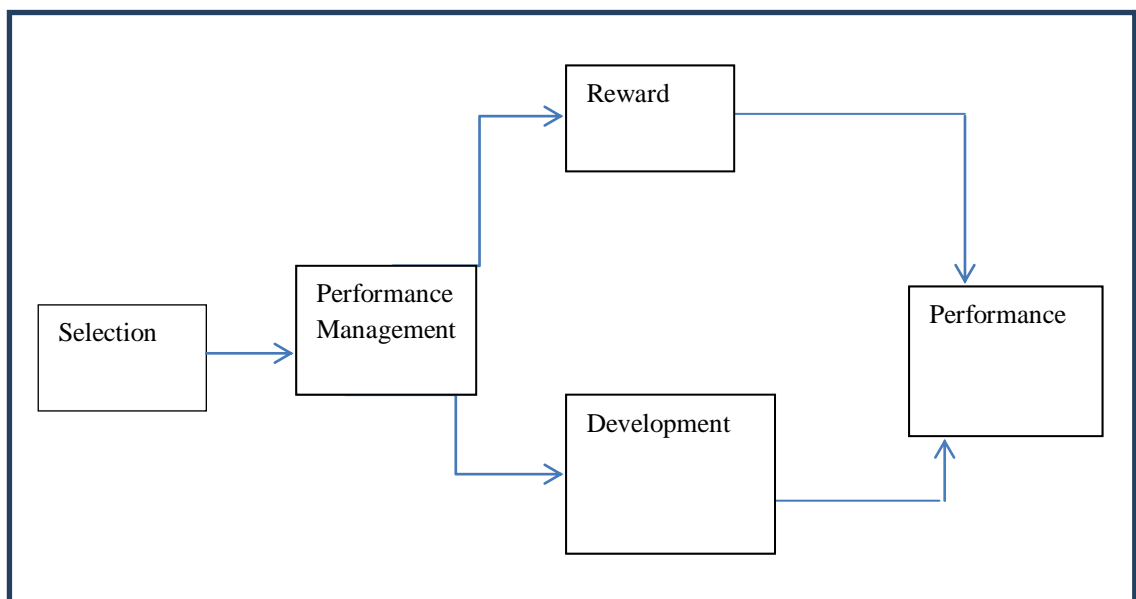 Reward
Selection
Performance
Management
Development
Performance